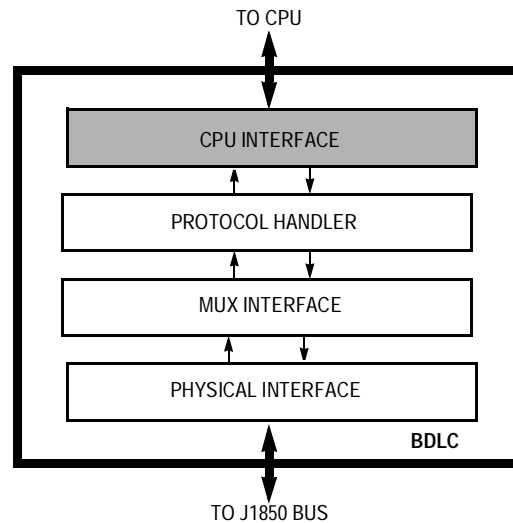 TO CPU
CPU INTERFACE
PROTOCOL HANDLER
MUX INTERFACE
PHYSICAL INTERFACE
BDLC
TO J1850 BUS